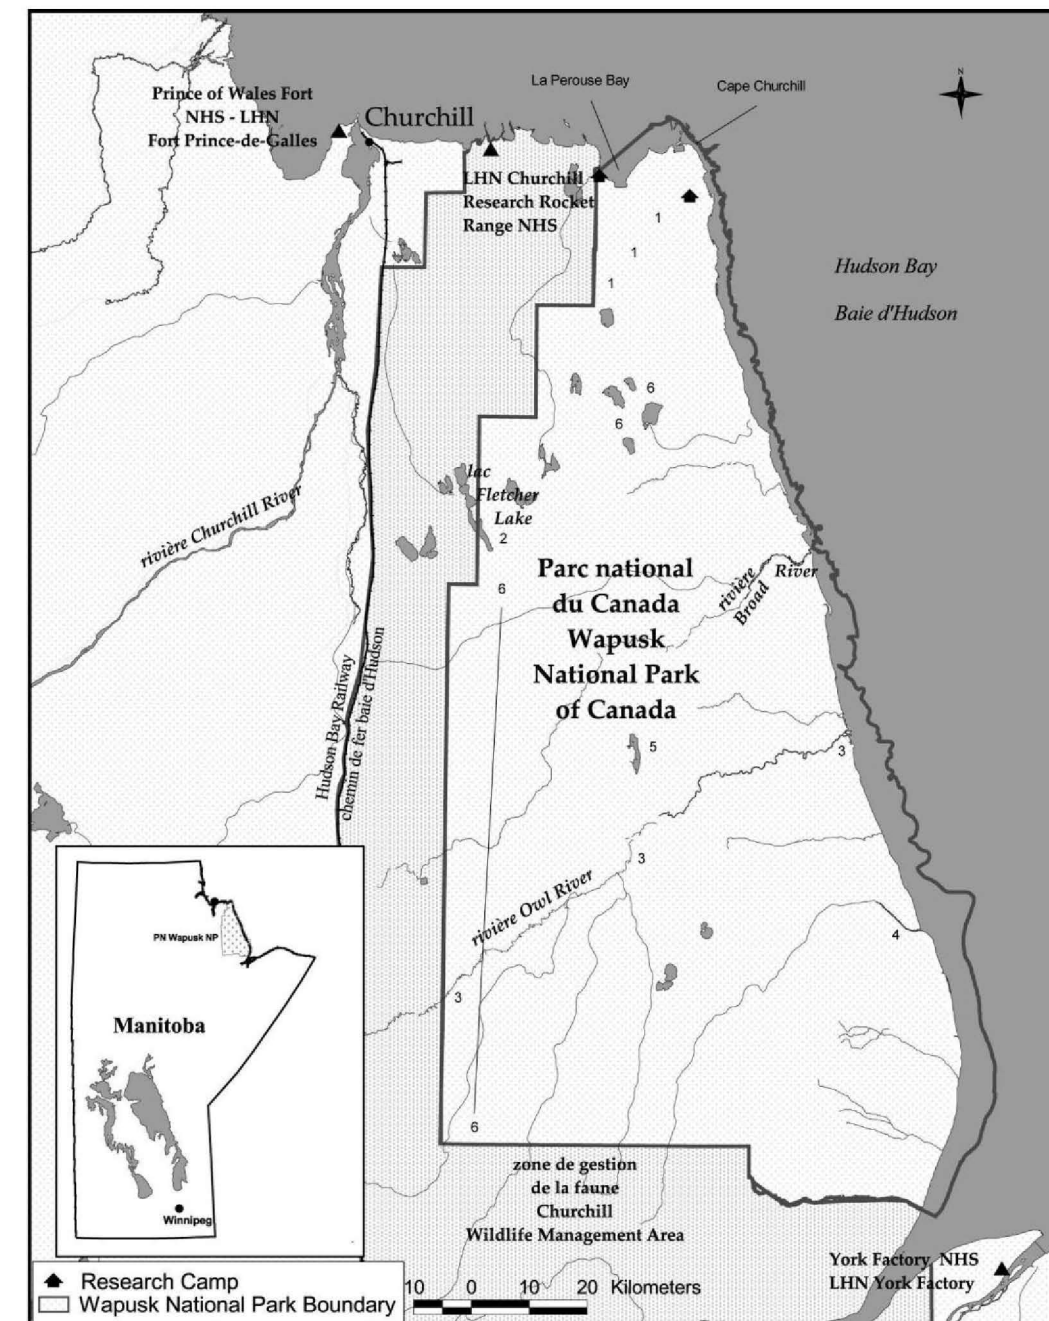 La Perouse Bay
Cape Churchill
N
Prince of Wales Fort
NHS - LHN
Fort Prince-de-Galles
Churchill
LHN Churchill
Research Rocket
Range NHS
1
1
1
Hudson Bay
Baie d'Hudson
6
6
lac
Fletcher
Lake
2
6
rivière Churchill River
Parc national
du Canada
Wapusk
National Park
of Canada
rivière
Broad
River
Hudson Bay Railway
chemin de fer baie d'Hudson
5
3
3
rivière Owl River
3
4
6
PN Wapusk NP
Manitoba
Winnipeg
zone de gestion
de la faune
Churchill
Wildlife Management Area
York Factory NHS
LHN York Factory
Research Camp
Wapusk National Park Boundary
10 0 10 20 Kilometers